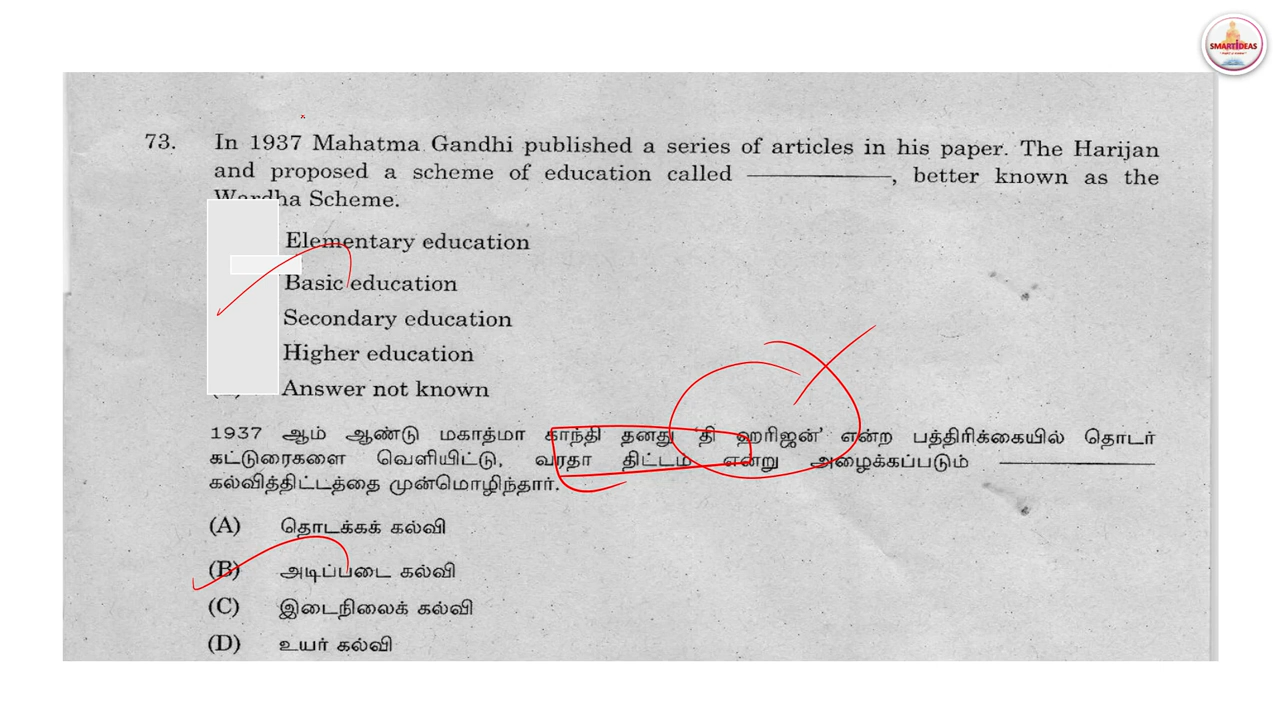 SMARTIDEAS
73. In 1937 Mahatma Gandhi published a series of articles in his paper. The Harijan
and proposed a scheme of education called ————, better known as the
Wardha Scheme.
Elementary education
Basic education
Secondary education
Higher education
Answer not known
1937 ஆம் ஆண்டு மகாத்மா காந்தி தனது 'தி ஹரிஜன்' என்ற பத்திரிக்கையில் தொடர்
கட்டுரைகளை வெளியிட்டு, வரதா திட்டம் என்று அழைக்கப்படும் ————
கல்வித்திட்டத்தை முன்மொழிந்தார்.
(A) தொடக்கக் கல்வி
(B) அடிப்படை கல்வி
(C) இடைநிலைக் கல்வி
(D) உயர் கல்வி